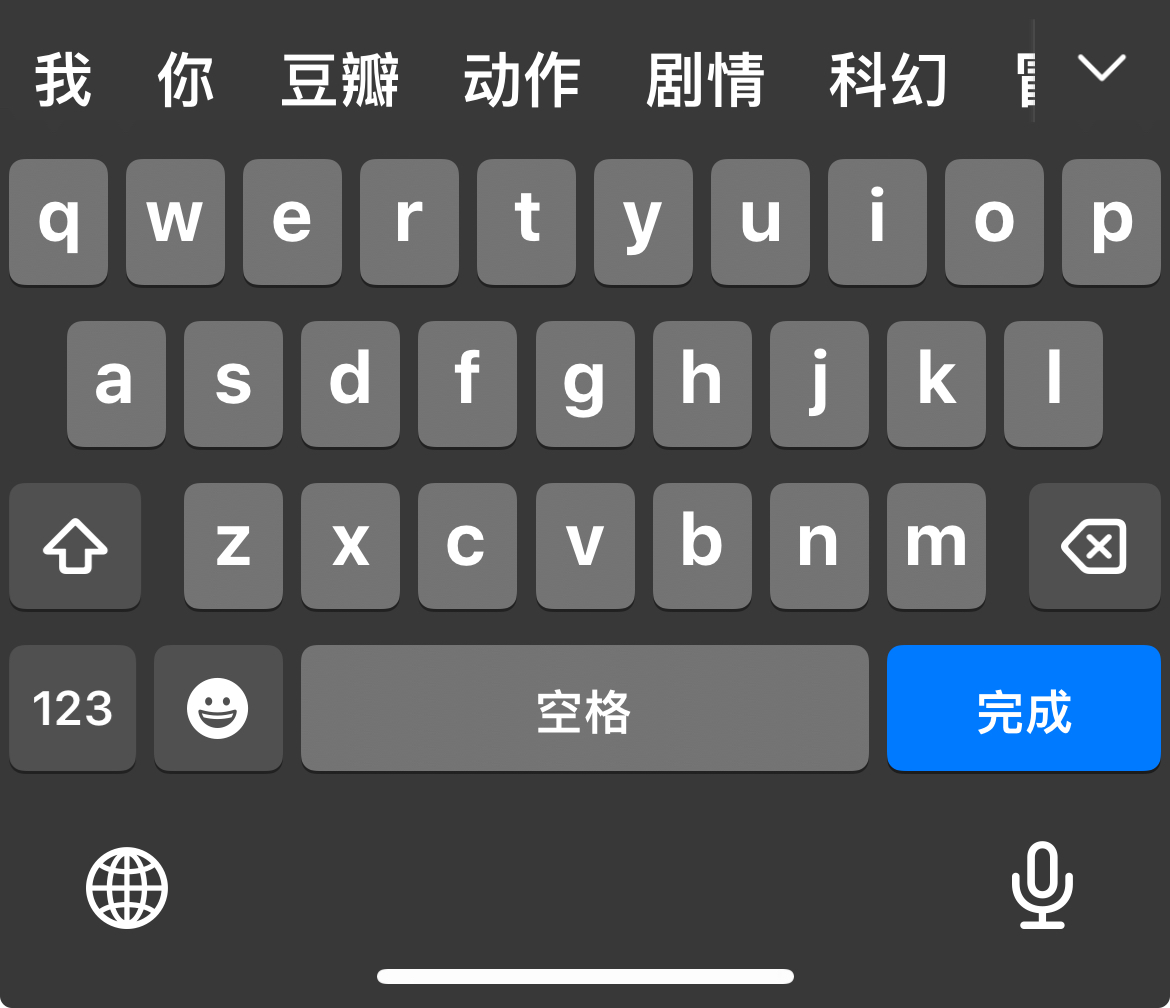 我 你 豆瓣 动作 剧情 科幻
q w e r t y u i o p
a s d f g h j k l
z x c v b n m
123 空格 完成